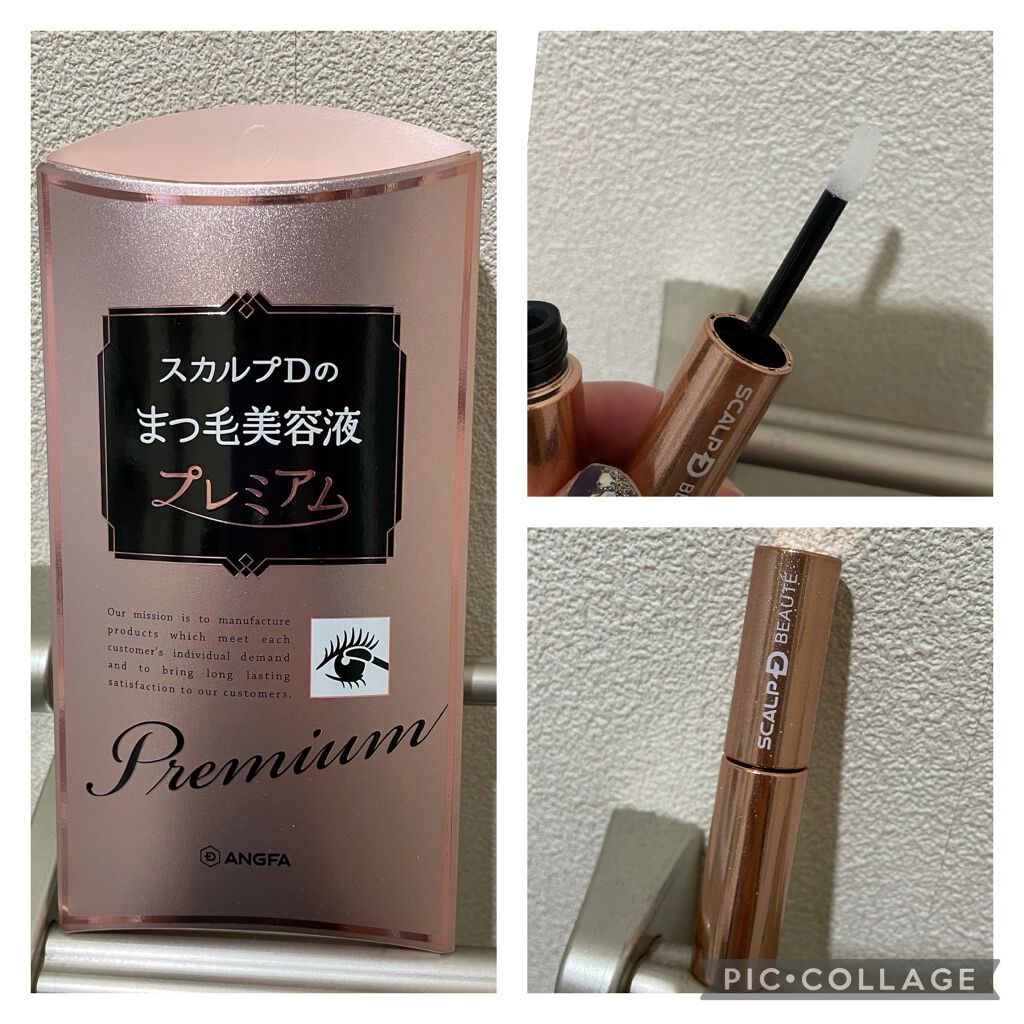 スカルプDの
まつ毛美容液
プレミアム
Our mission is to manufacture
products which meet each
customer's individual demand
and to bring long lasting
satisfaction to our customers.
Premium
ANGFA
SCALP D BE
SCALP D BEAUTÉ
PIC•COLLAGE